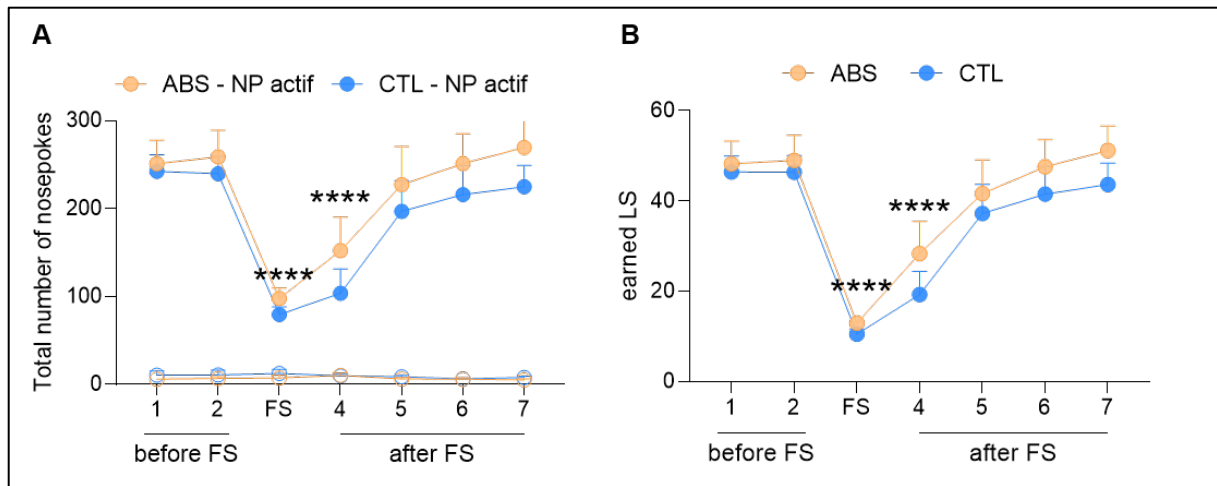 A
ABS - NP actif CTL - NP actif
Total number of nosepokes
300
200
100
0
****
****
1 2 FS 4 5 6 7
before FS after FS
B
ABS CTL
earned LS
60
40
20
0
****
****
1 2 FS 4 5 6 7
before FS after FS